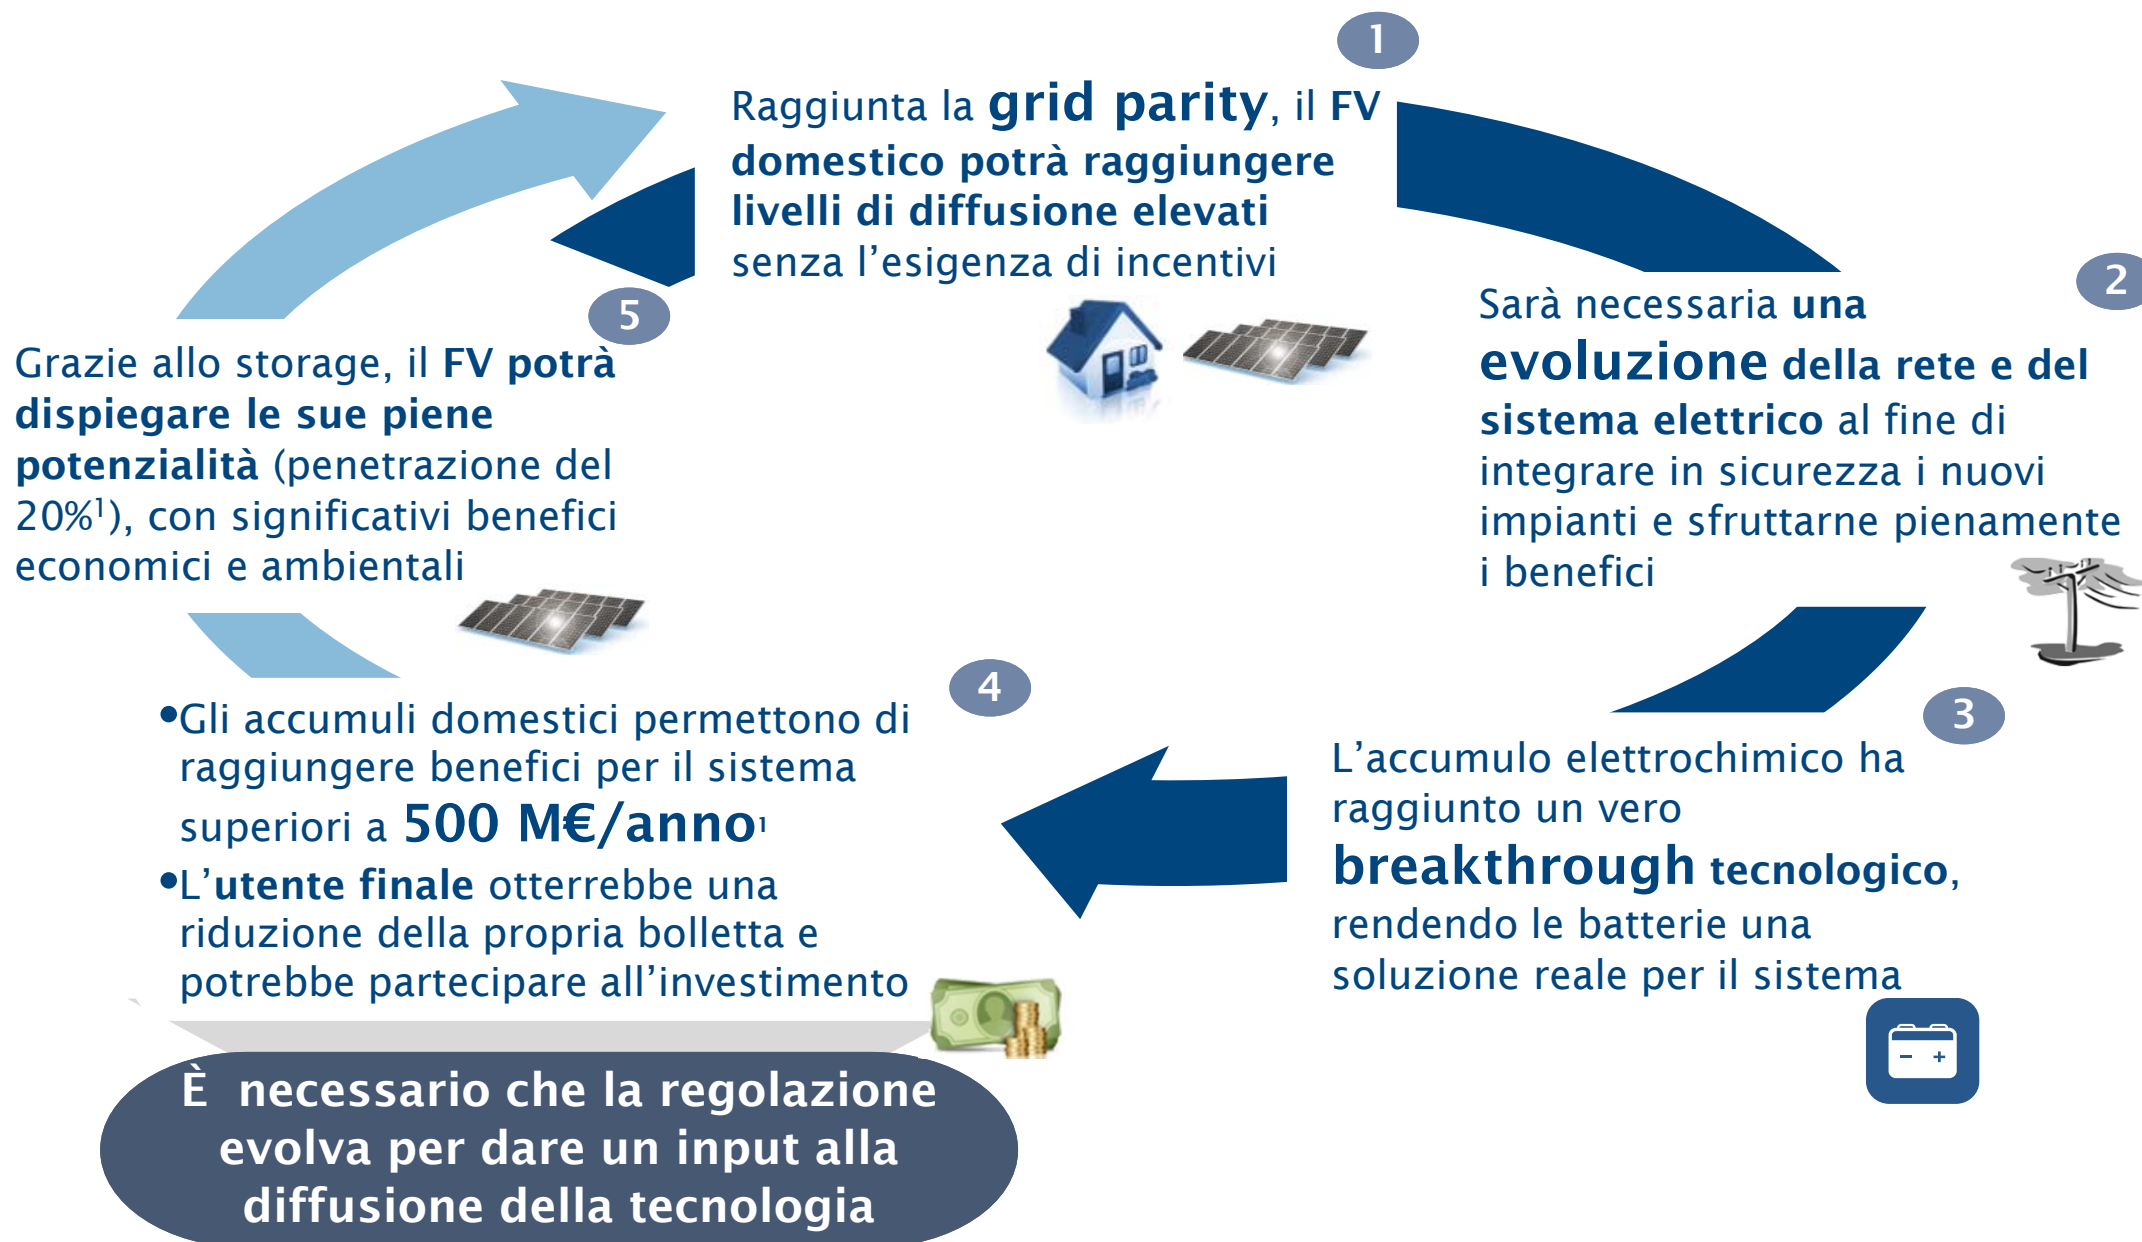 1
Raggiunta la grid parity, il FV
domestico potrà raggiungere
livelli di diffusione elevati
senza l’esigenza di incentivi
2
Sarà necessaria una
evoluzione della rete e del
sistema elettrico al fine di
integrare in sicurezza i nuovi
impianti e sfruttarne pienamente
i benefici
3
L’accumulo elettrochimico ha
raggiunto un vero
breakthrough tecnologico,
rendendo le batterie una
soluzione reale per il sistema
- +
4
•Gli accumuli domestici permettono di
raggiungere benefici per il sistema
superiori a 500 M€/anno¹
•L’utente finale otterrebbe una
riduzione della propria bolletta e
potrebbe partecipare all’investimento
5
Grazie allo storage, il FV potrà
dispiegare le sue piene
potenzialità (penetrazione del
20%¹), con significativi benefici
economici e ambientali
È necessario che la regolazione
evolva per dare un input alla
diffusione della tecnologia